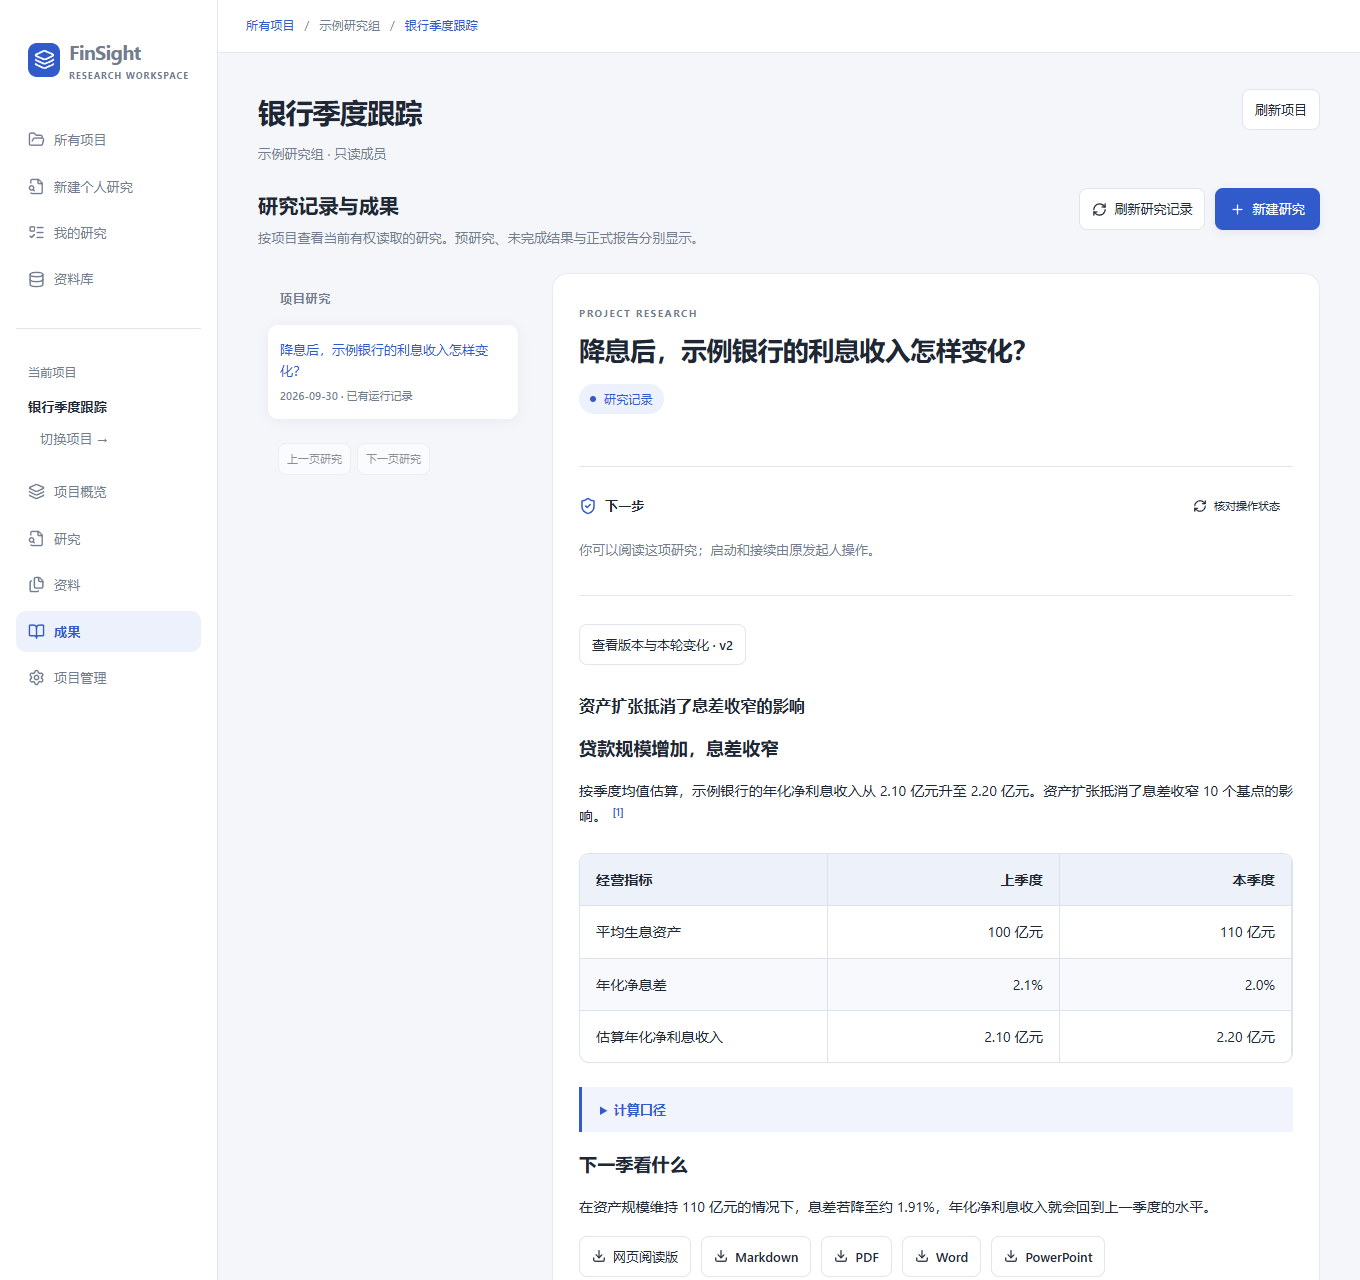 FinSight
RESEARCH WORKSPACE
所有项目
新建个人研究
我的研究
资料库
当前项目
银行季度跟踪
切换项目 →
项目概览
研究
资料
成果
项目管理
所有项目 / 示例研究组 / 银行季度跟踪
银行季度跟踪
示例研究组 · 只读成员
刷新项目
研究记录与成果
按项目查看当前有权读取的研究。预研究、未完成结果与正式报告分别显示。
刷新研究记录
新建研究
项目研究
降息后，示例银行的利息收入怎样变
化？
2026-09-30 · 已有运行记录
上一页研究 下一页研究
PROJECT RESEARCH
降息后，示例银行的利息收入怎样变化？
研究记录
下一步
核对操作状态
你可以阅读这项研究；启动和接续由原发起人操作。
查看版本与本轮变化 · v2
资产扩张抵消了息差收窄的影响
贷款规模增加，息差收窄
按季度均值估算，示例银行的年化净利息收入从 2.10 亿元升至 2.20 亿元。资产扩张抵消了息差收窄 10 个基点的影
响。 [1]
经营指标 上季度 本季度
平均生息资产 100 亿元 110 亿元
年化净息差 2.1% 2.0%
估算年化净利息收入 2.10 亿元 2.20 亿元
计算口径
下一季看什么
在资产规模维持 110 亿元的情况下，息差若降至约 1.91%，年化净利息收入就会回到上一季度的水平。
网页阅读版 Markdown PDF Word PowerPoint